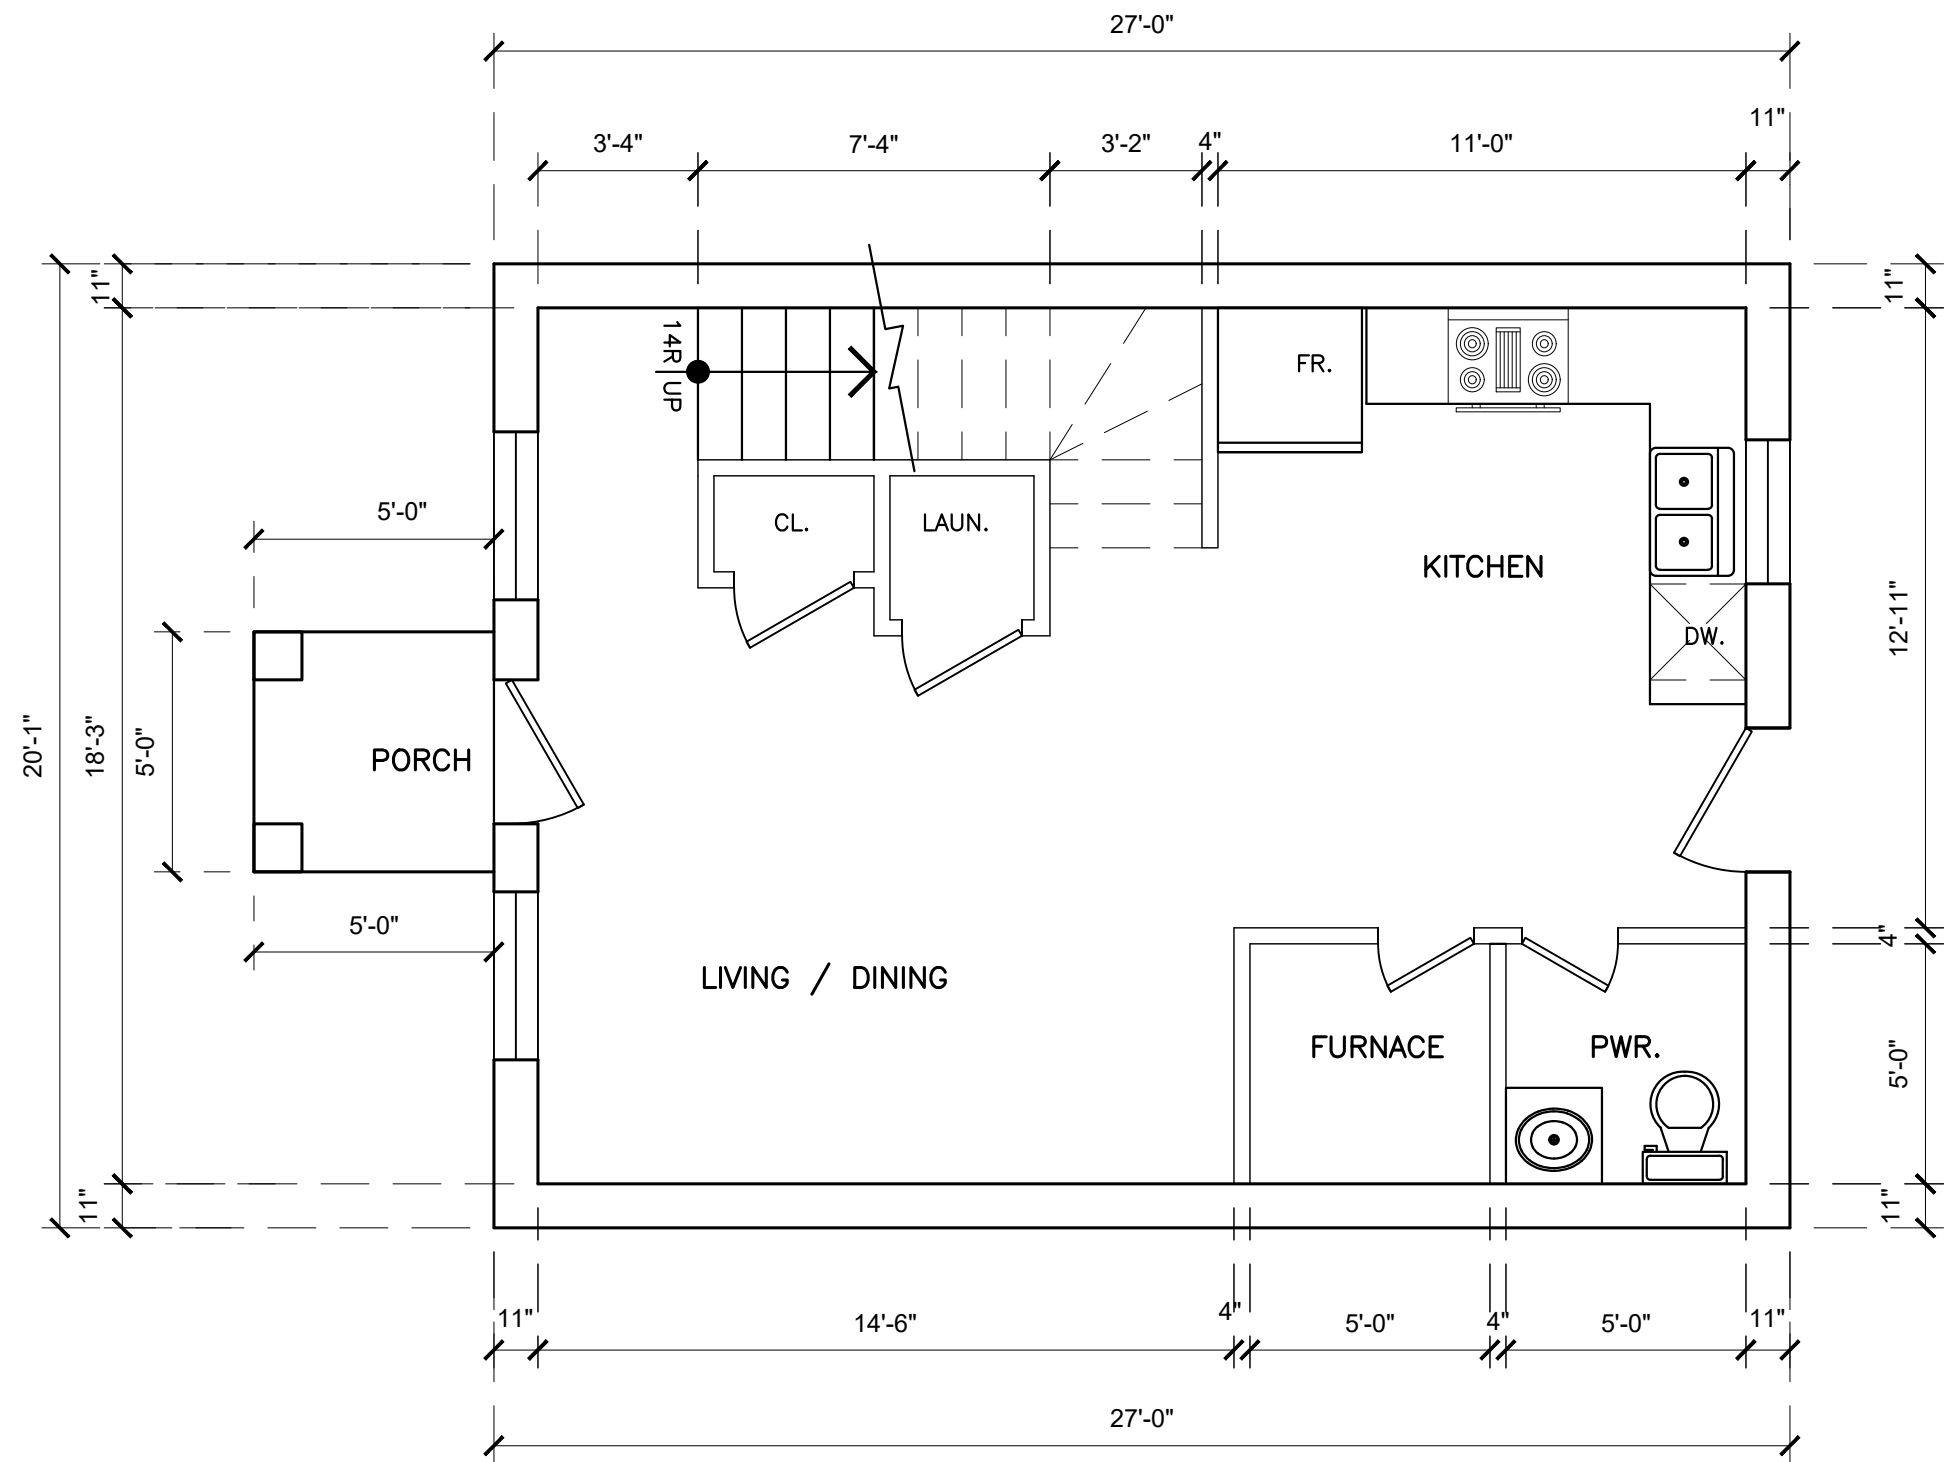 27'-0"
11"
3'-4"
7'-4"
3'-2"
4"
11'-0"
11"
11"
14R UP
FR.
5'-0"
CL.
LAUN.
KITCHEN
DW.
12'-11"
20'-1"
18'-3"
5'-0"
PORCH
5'-0"
4"
LIVING / DINING
FURNACE
PWR.
5'-0"
11"
11"
11"
14'-6"
4"
5'-0"
4"
5'-0"
11"
27'-0"